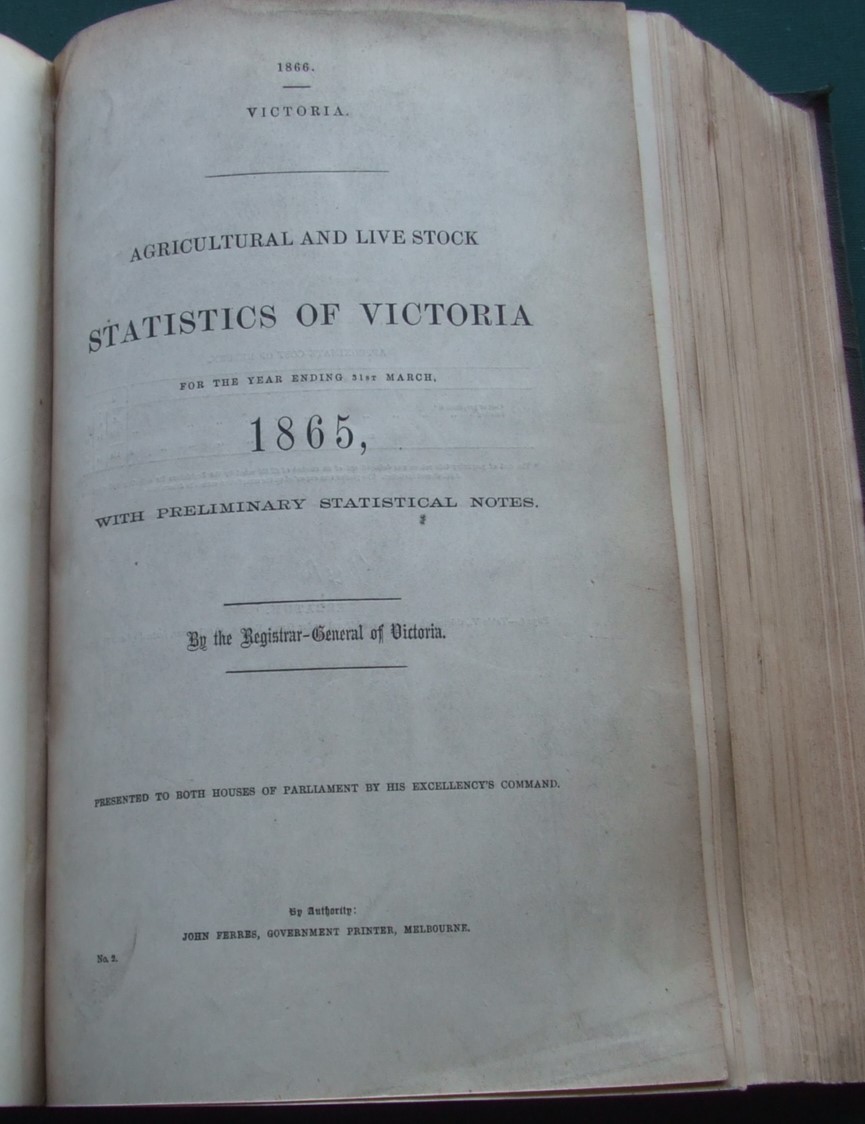 1866.
VICTORIA.
AGRICULTURAL AND LIVE STOCK
STATISTICS OF VICTORIA
FOR THE YEAR ENDING 31ST MARCH,
1865,
WITH PRELIMINARY STATISTICAL NOTES.
By the Registrar-General of Victoria.
PRESENTED TO BOTH HOUSES OF PARLIAMENT BY HIS EXCELLENCY'S COMMAND.
By Authority:
JOHN FERRES, GOVERNMENT PRINTER, MELBOURNE.
No. 2.